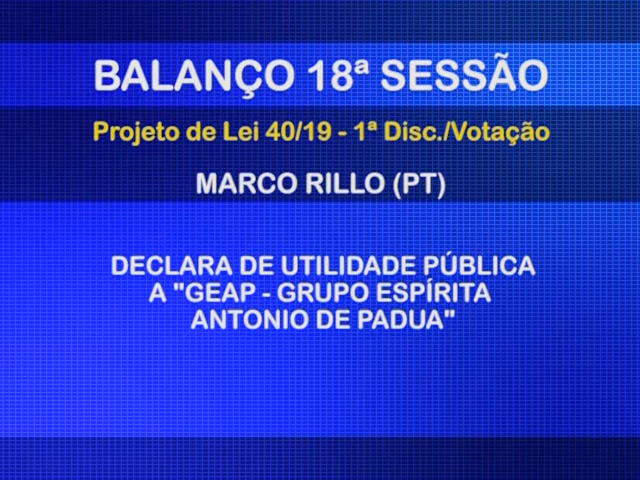 BALANÇO 18ª SESSÃO
Projeto de Lei 40/19 - 1ª Disc./Votação
MARCO RILLO (PT)
DECLARA DE UTILIDADE PÚBLICA
A "GEAP - GRUPO ESPÍRITA
ANTONIO DE PADUA"